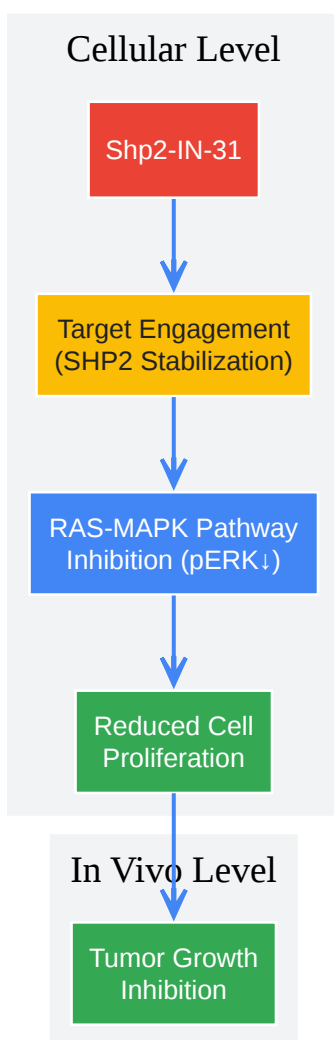 Cellular Level
Shp2-IN-31
Target Engagement
(SHP2 Stabilization)
RAS-MAPK Pathway
Inhibition (pERK↓)
Reduced Cell
Proliferation
In Vivo Level
Tumor Growth
Inhibition